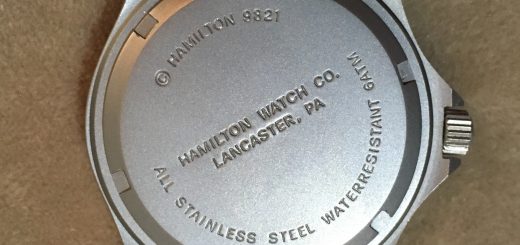 © HAMILTON 9821
HAMILTON WATCH CO.
LANCASTER, PA
ALL STAINLESS STEEL WATERRESISTANT 6ATM